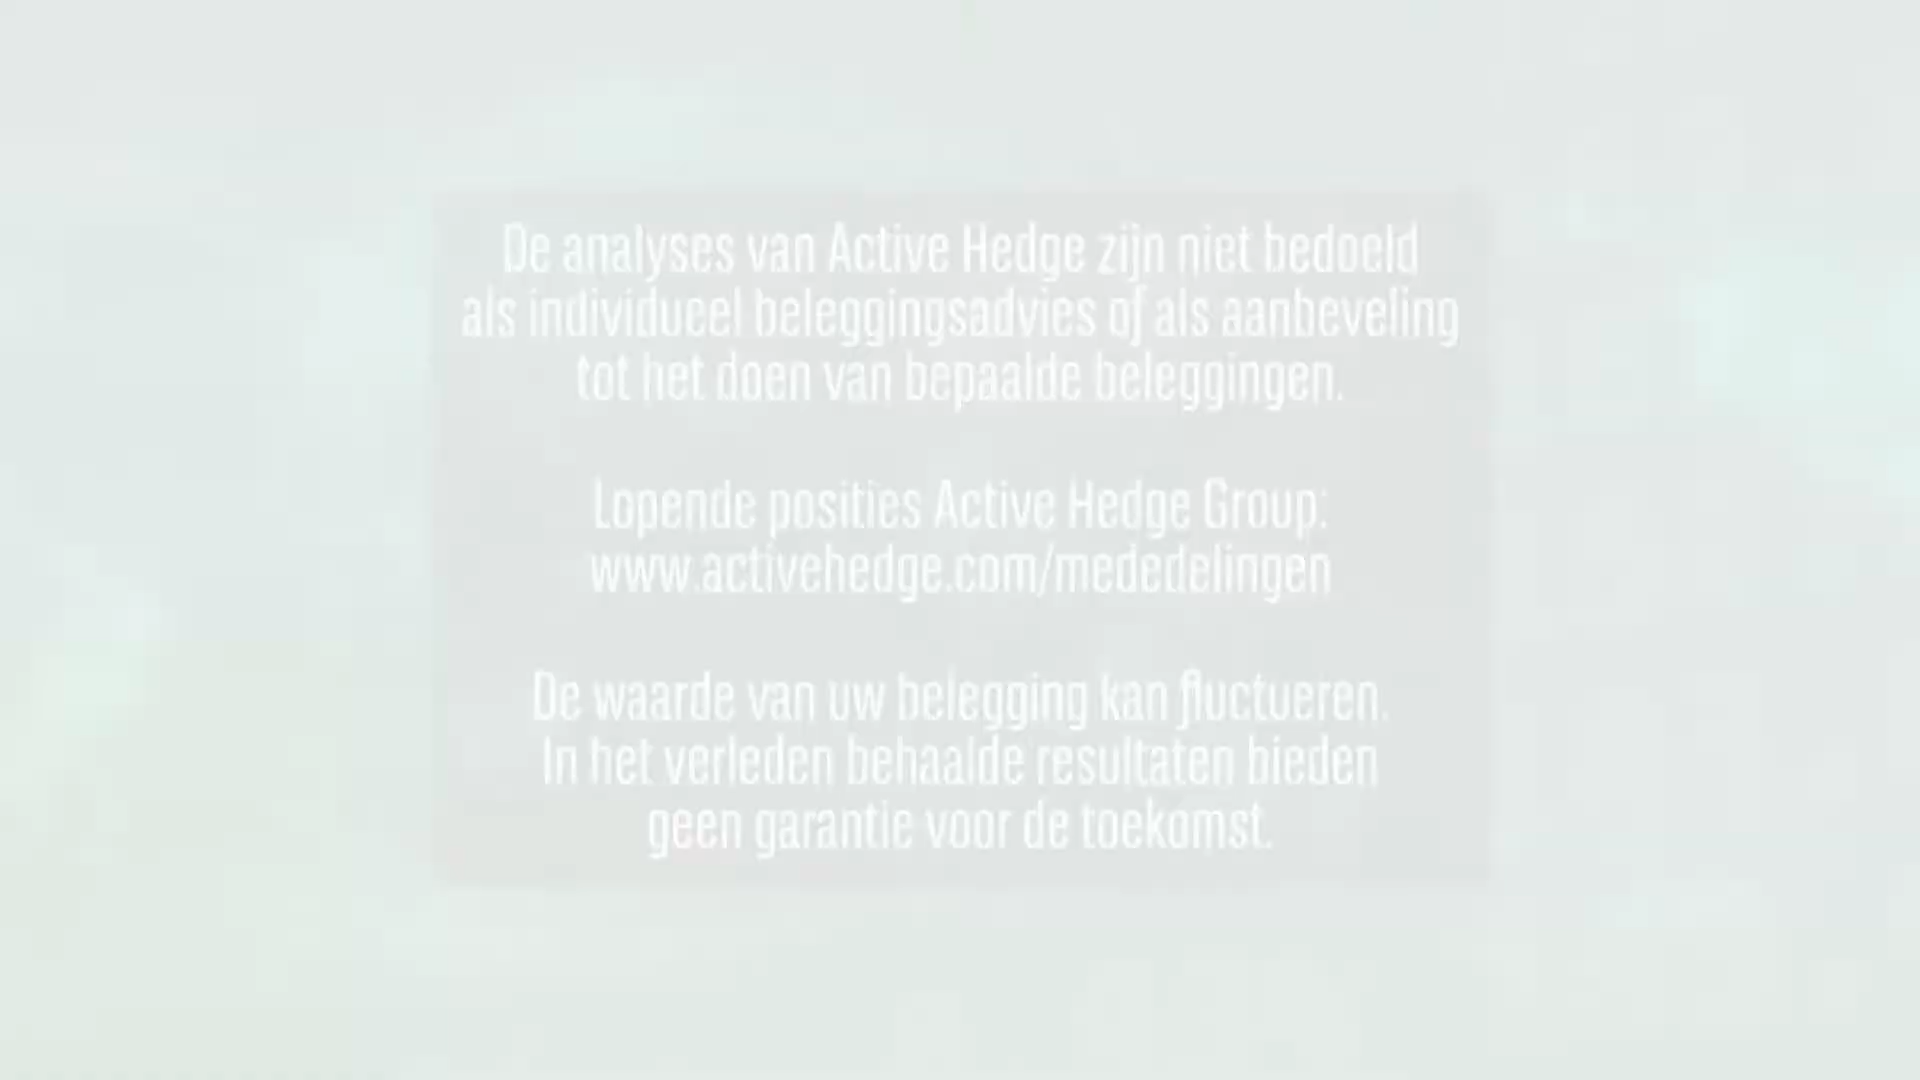 De analyses van Active Hedge zijn niet bedoeld
als individueel beleggingsadvies of als aanbeveling
tot het doen van bepaalde beleggingen.
Lopende posities Active Hedge Group:
www.activehedge.com/mededelingen
De waarde van uw belegging kan fluctueren.
In het verleden behaalde resultaten bieden
geen garantie voor de toekomst.